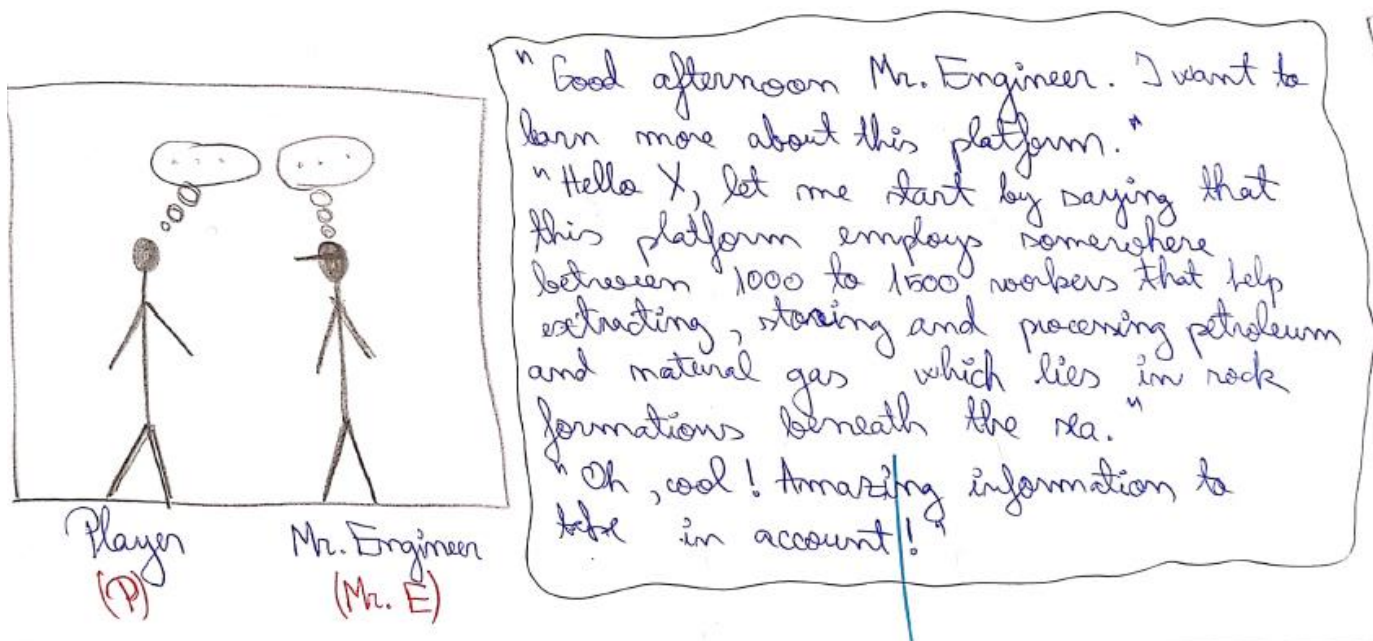 . . .
. . .
Player
(P)
Mr. Engineer
(Mr. E)
"Good afternoon Mr. Engineer. I want to
learn more about this platform."
"Hello X, let me start by saying that
this platform employs somewhere
between 1000 to 1500 workers that help
extracting, storing and processing petroleum
and natural gas which lies in rock
formations beneath the sea."
"Oh, cool! Amazing information to
take in account!"